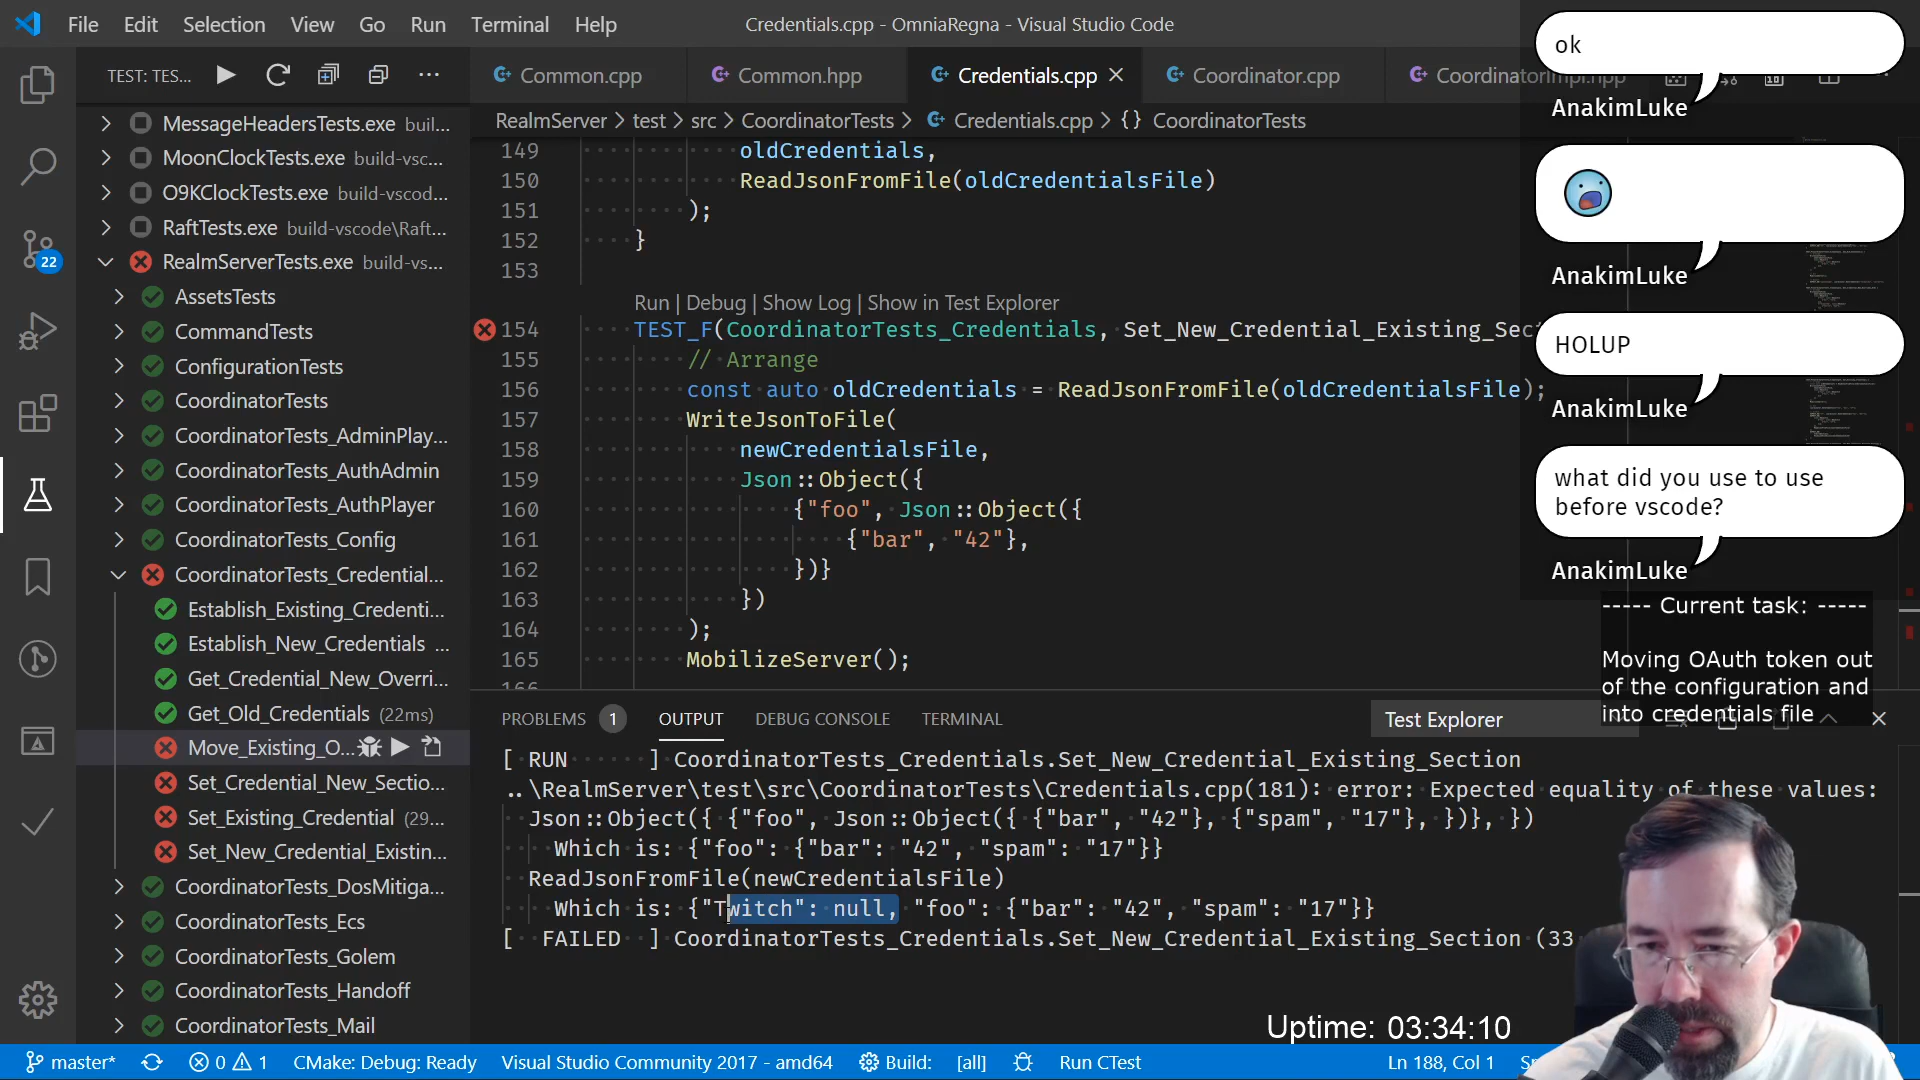 File Edit Selection View Go Run Terminal Help
Credentials.cpp - OmniaRegna - Visual Studio Code
TEST: TES...
Common.cpp
Common.hpp
Credentials.cpp
Coordinator.cpp
CoordinatorImpl.hpp
RealmServer > test > src > CoordinatorTests > Credentials.cpp > {} CoordinatorTests
22
MessageHeadersTests.exe buil...
MoonClockTests.exe build-vsc...
O9KClockTests.exe build-vscod...
RaftTests.exe build-vscode\Raft...
RealmServerTests.exe build-vs...
AssetsTests
CommandTests
ConfigurationTests
CoordinatorTests
CoordinatorTests_AdminPlay...
CoordinatorTests_AuthAdmin
CoordinatorTests_AuthPlayer
CoordinatorTests_Config
CoordinatorTests_Credential...
Establish_Existing_Credenti...
Establish_New_Credentials ...
Get_Credential_New_Overri...
Get_Old_Credentials (22ms)
Move_Existing_O...
Set_Credential_New_Sectio...
Set_Existing_Credential (29...
Set_New_Credential_Existin...
CoordinatorTests_DosMitiga...
CoordinatorTests_Ecs
CoordinatorTests_Golem
CoordinatorTests_Handoff
CoordinatorTests_Mail
149 oldCredentials,
150 ReadJsonFromFile(oldCredentialsFile)
151 );
152 }
153
Run | Debug | Show Log | Show in Test Explorer
154 TEST_F(CoordinatorTests_Credentials, Set_New_Credential_Existing_Sec
155 // Arrange
156 const auto oldCredentials = ReadJsonFromFile(oldCredentialsFile);
157 WriteJsonToFile(
158 newCredentialsFile,
159 Json::Object({
160 {"foo", Json::Object({
161 {"bar", "42"},
162 })}
163 })
164 );
165 MobilizeServer();
166
PROBLEMS 1 OUTPUT DEBUG CONSOLE TERMINAL
Test Explorer
[ RUN      ] CoordinatorTests_Credentials.Set_New_Credential_Existing_Section
..\RealmServer\test\src\CoordinatorTests\Credentials.cpp(181): error: Expected equality of these values:
Json::Object({ {"foo", Json::Object({ {"bar", "42"}, {"spam", "17"}, })}, })
Which is: {"foo": {"bar": "42", "spam": "17"}}
ReadJsonFromFile(newCredentialsFile)
Which is: {"Twitch": null, "foo": {"bar": "42", "spam": "17"}}
[  FAILED  ] CoordinatorTests_Credentials.Set_New_Credential_Existing_Section (33
ok
AnakimLuke
AnakimLuke
HOLUP
AnakimLuke
what did you use to use
before vscode?
AnakimLuke
----- Current task: -----
Moving OAuth token out
of the configuration and
into credentials file
Uptime: 03:34:10
master* 0 1 CMake: Debug: Ready Visual Studio Community 2017 - amd64 Build: [all] Run CTest Ln 188, Col 1